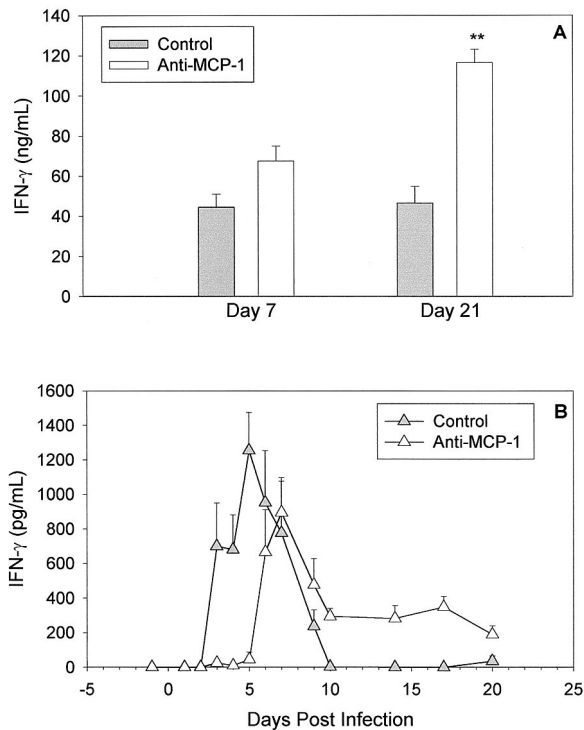 140
120
100
80
60
40
20
0
IFN-γ (ng/mL)
Control
Anti-MCP-1
A
**
Day 7
Day 21
1600
1400
1200
1000
800
600
400
200
0
IFN-γ (pg/mL)
B
Control
Anti-MCP-1
-5 0 5 10 15 20 25
Days Post Infection